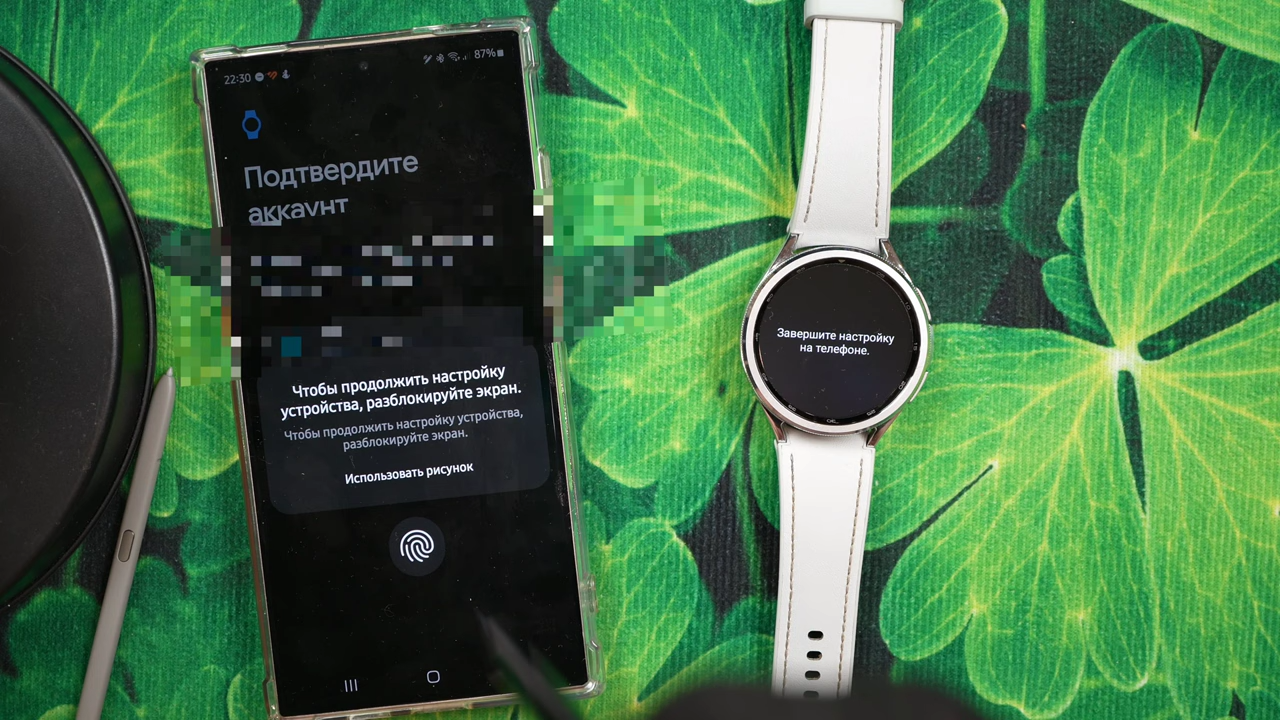 22:30
87%
Подтвердите
аккаунт
Чтобы продолжить настройку
устройства, разблокируйте экран.
Чтобы продолжить настройку устройства,
разблокируйте экран.
Использовать рисунок
Завершите настройку
на телефоне.